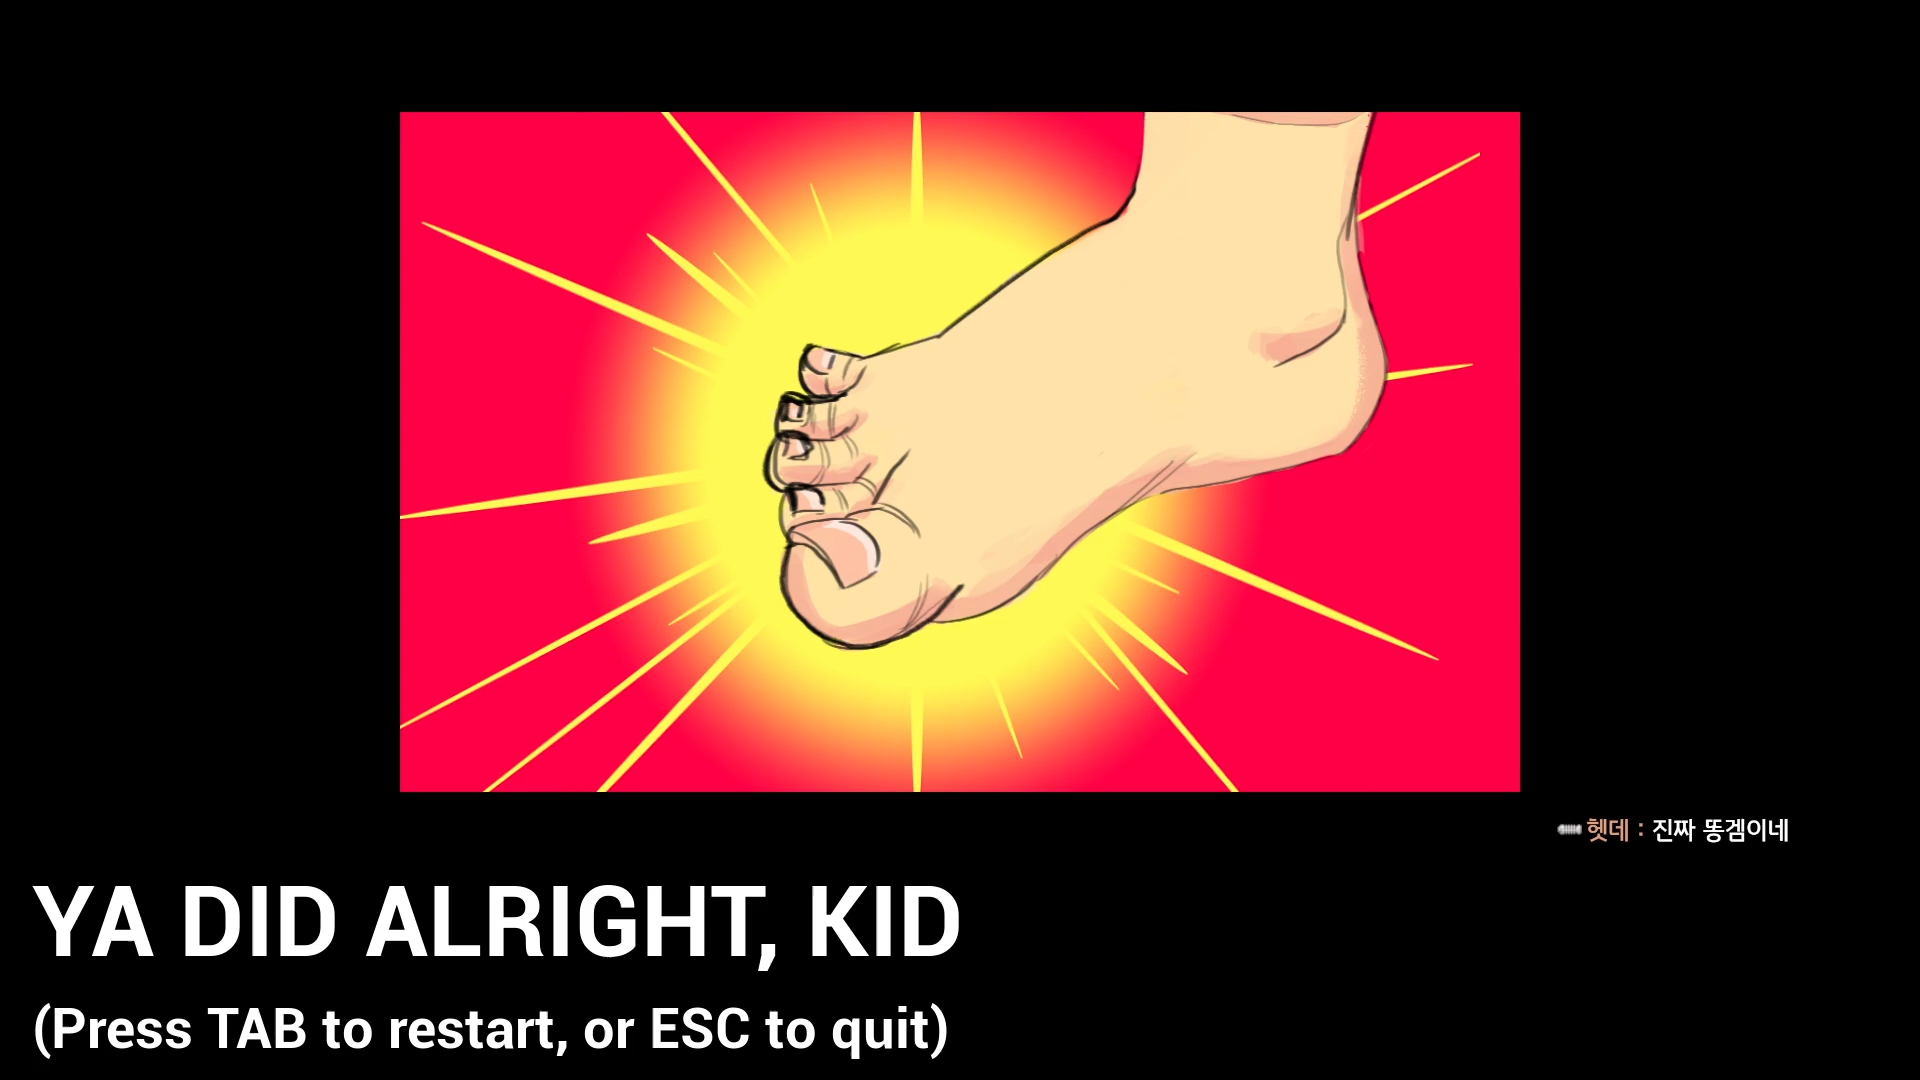 헷데 : 진짜 똥겜이네
YA DID ALRIGHT, KID
(Press TAB to restart, or ESC to quit)